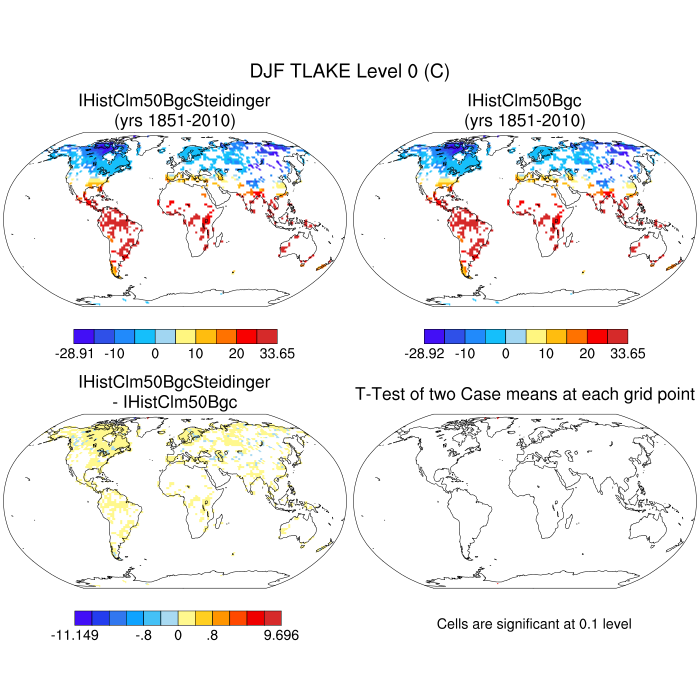 DJF TLAKE Level 0 (C)
IHistClm50BgcSteidinger
(yrs 1851-2010)
IHistClm50Bgc
(yrs 1851-2010)
-28.91 -10 0 10 20 33.65
-28.92 -10 0 10 20 33.65
IHistClm50BgcSteidinger
- IHistClm50Bgc
T-Test of two Case means at each grid point
-11.149 -.8 0 .8 9.696
Cells are significant at 0.1 level